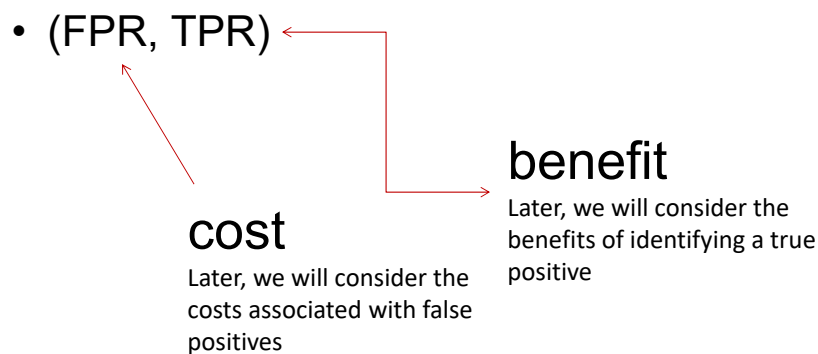 • (FPR, TPR)
benefit
Later, we will consider the
benefits of identifying a true
positive
cost
Later, we will consider the
costs associated with false
positives